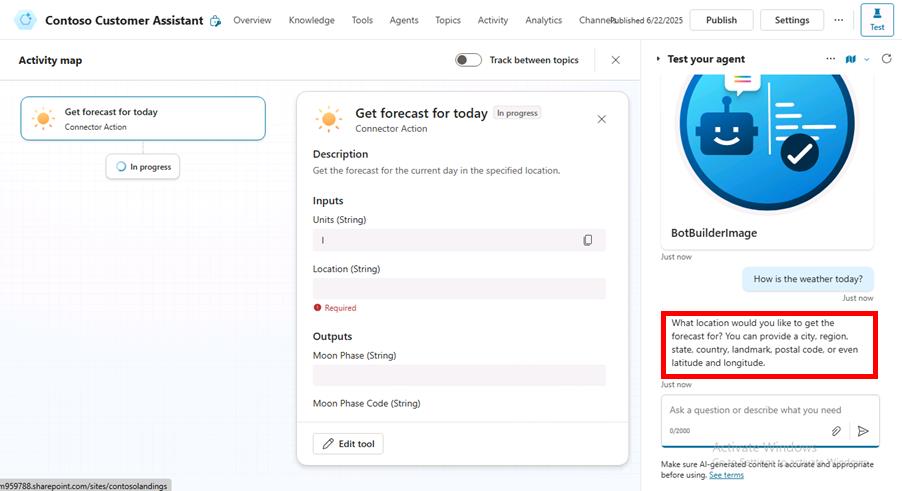 Contoso Customer Assistant
Overview
Knowledge
Tools
Agents
Topics
Activity
Analytics
Published 6/22/2025
Publish
Settings
Test
Activity map
Track between topics
Get forecast for today
Connector Action
In progress
Get forecast for today
In progress
Connector Action
Description
Get the forecast for the current day in the specified location.
Inputs
Units (String)
I
Location (String)
Required
Outputs
Moon Phase (String)
Moon Phase Code (String)
Edit tool
Test your agent
BotBuilderImage
Just now
How is the weather today?
Just now
What location would you like to get the
forecast for? You can provide a city, region,
state, country, landmark, postal code, or even
latitude and longitude.
Just now
Ask a question or describe what you need
0/2000
Activate Windows
Go to Settings to activate Windows.
Make sure AI-generated content is accurate and appropriate
before using. See terms
m959788.sharepoint.com/sites/contosolandings